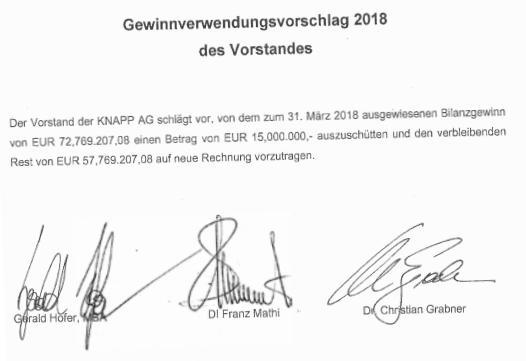 Gewinnverwendungsvorschlag 2018
des Vorstandes
Der Vorstand der KNAPP AG schlägt vor, von dem zum 31. März 2018 ausgewiesenen Bilanzgewinn
von EUR 72,769.207,08 einen Betrag von EUR 15,000.000,- auszuschütten und den verbleibenden
Rest von EUR 57,769.207,08 auf neue Rechnung vorzutragen.
Gerald Hofer, MBA
DI Franz Mathi
Dr. Christian Grabner